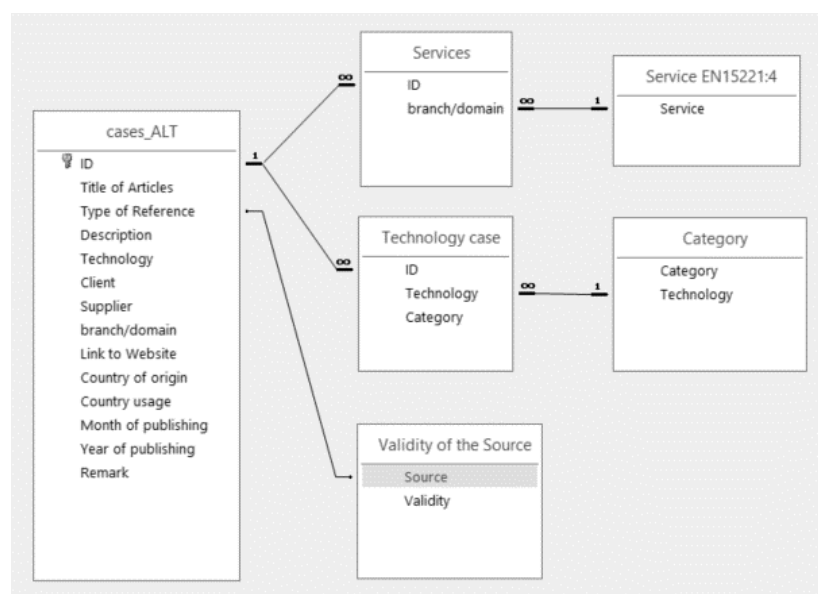 cases_ALT
ID
Title of Articles
Type of Reference
Description
Technology
Client
Supplier
branch/domain
Link to Website
Country of origin
Country usage
Month of publishing
Year of publishing
Remark
1
∞
∞
Services
ID
branch/domain
∞
1
Service EN15221:4
Service
Technology case
ID
Technology
Category
∞
1
Category
Category
Technology
Validity of the Source
Source
Validity